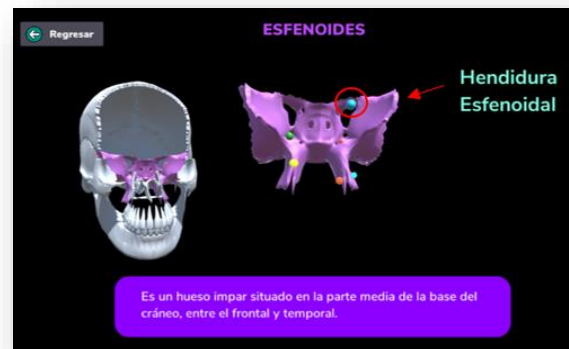 Regresar
ESFENOIDES
Hendidura
Esfenoidal
Es un hueso impar situado en la parte media de la base del
cráneo, entre el frontal y temporal.